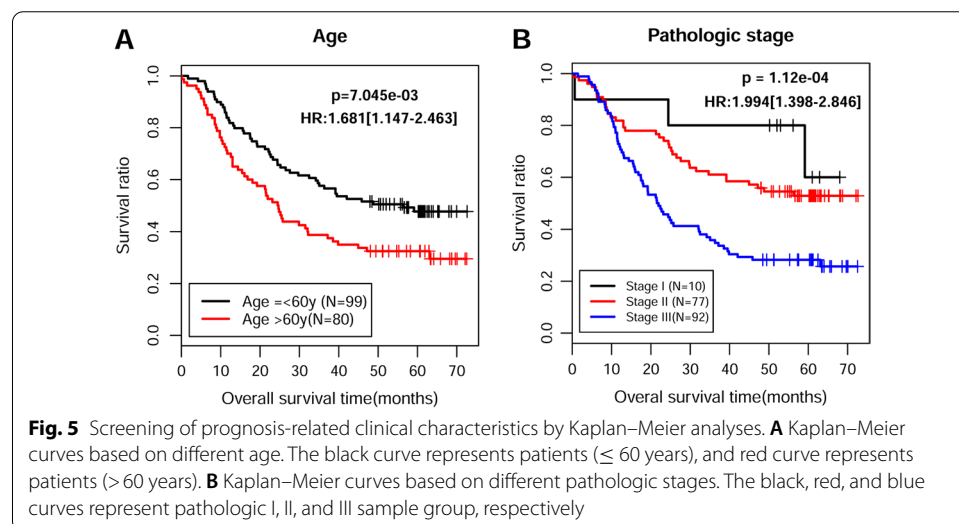 A
Age
1.0
0.8
0.6
0.4
0.2
0.0
Survival ratio
p=7.045e-03
HR:1.681[1.147-2.463]
Age =<60y (N=99)
Age >60y(N=80)
0 10 20 30 40 50 60 70
Overall survival time(months)
B
Pathologic stage
1.0
0.8
0.6
0.4
0.2
0.0
Survival ratio
p = 1.12e-04
HR:1.994[1.398-2.846]
Stage I (N=10)
Stage II (N=77)
Stage III(N=92)
0 10 20 30 40 50 60 70
Overall survival time(months)
Fig. 5 Screening of prognosis-related clinical characteristics by Kaplan–Meier analyses. A Kaplan–Meier
curves based on different age. The black curve represents patients (≤ 60 years), and red curve represents
patients (> 60 years). B Kaplan–Meier curves based on different pathologic stages. The black, red, and blue
curves represent pathologic I, II, and III sample group, respectively